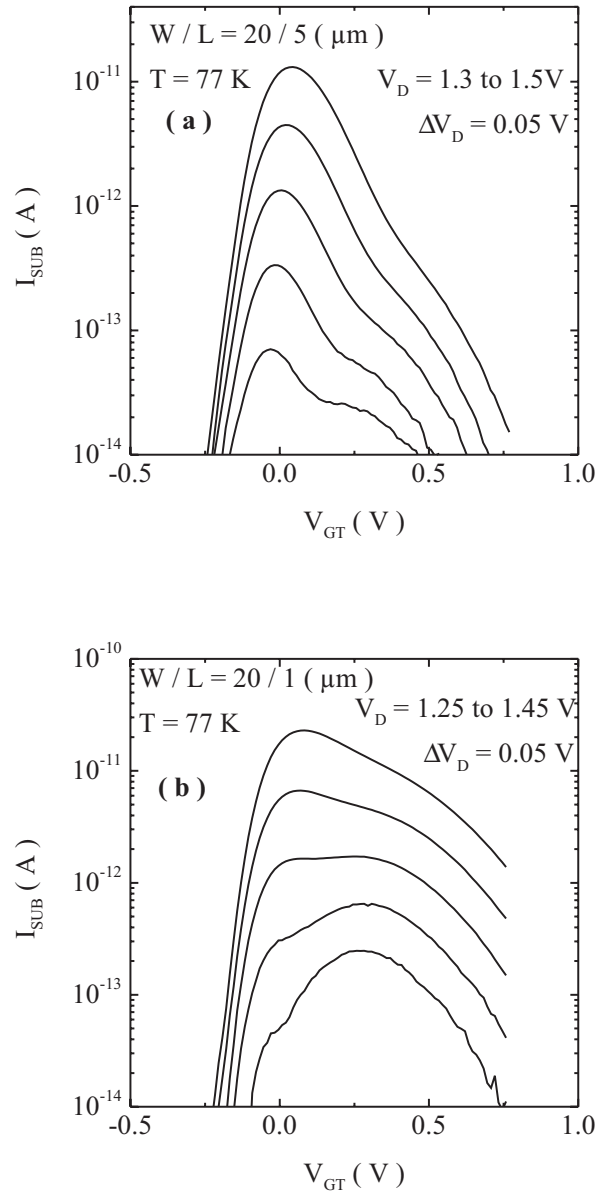 W / L = 20 / 5 ( μm )
T = 77 K
V_D = 1.3 to 1.5V
( a )
ΔV_D = 0.05 V
10^-11
10^-12
10^-13
10^-14
I_SUB ( A )
-0.5 0.0 0.5 1.0
V_GT ( V )
10^-10
W / L = 20 / 1 ( μm )
V_D = 1.25 to 1.45 V
T = 77 K
ΔV_D = 0.05 V
( b )
10^-11
10^-12
10^-13
10^-14
I_SUB ( A )
-0.5 0.0 0.5 1.0
V_GT ( V )